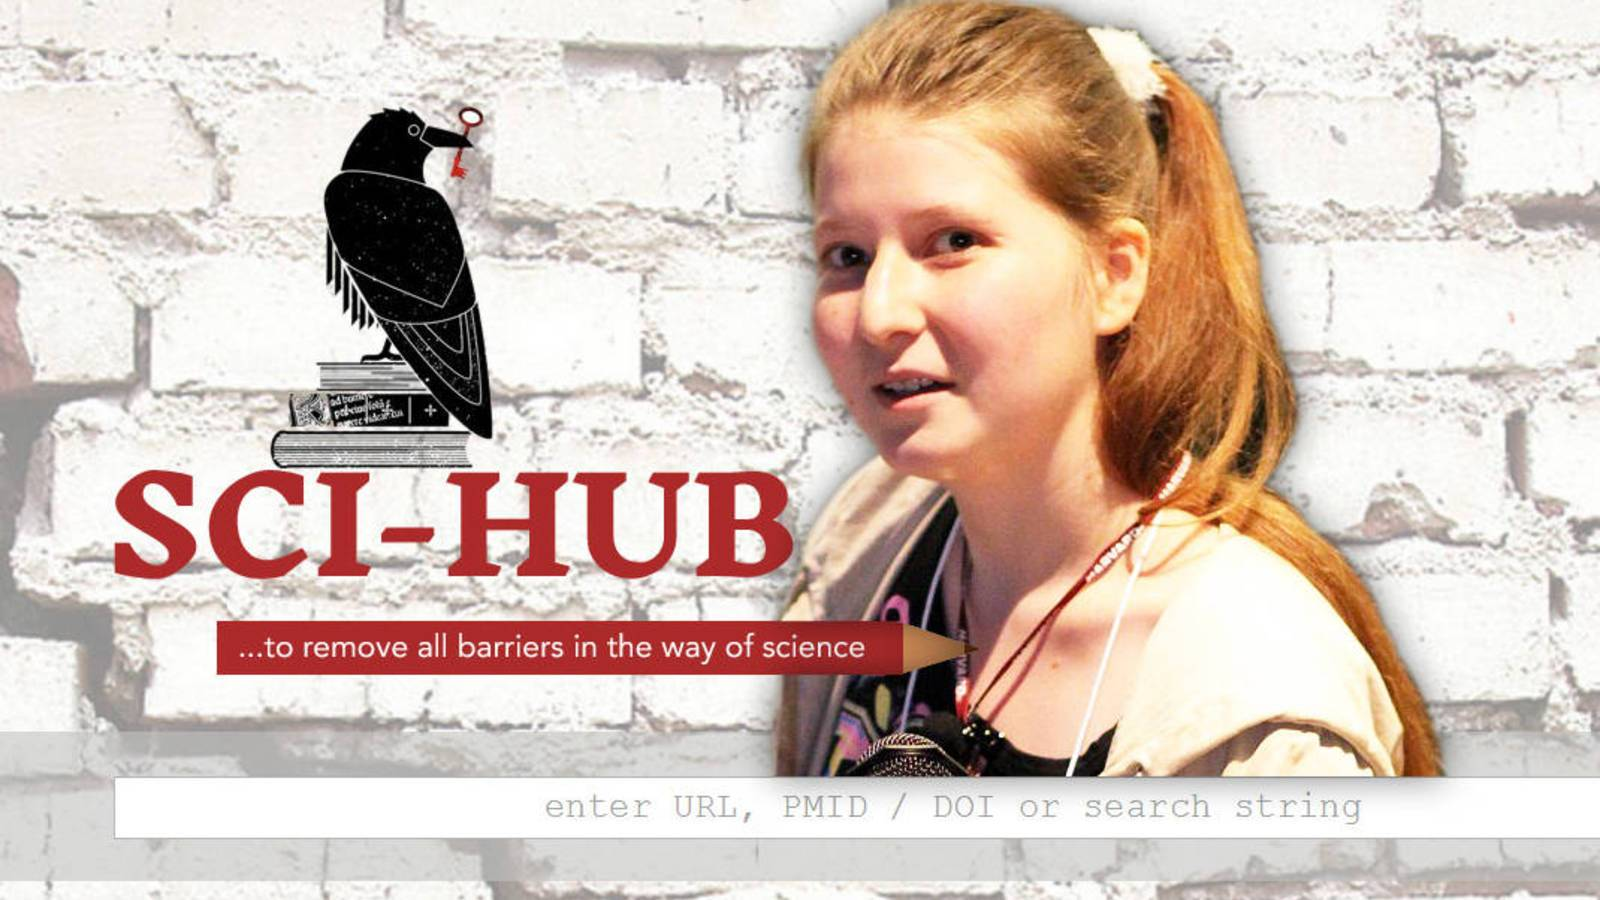 SCI-HUB
...to remove all barriers in the way of science
enter URL, PMID / DOI or search string